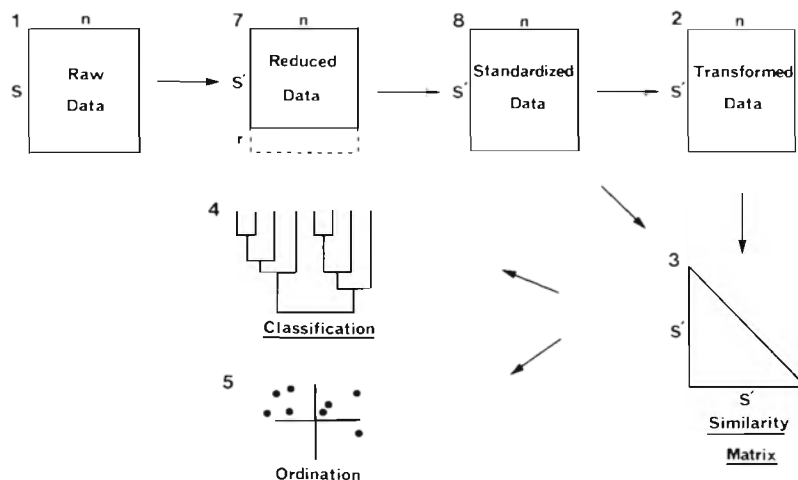 1 n 7 n 8 n 2 n
S Raw Data S′ Reduced Data S′ Standardized Data S′ Transformed Data
r
4
Classification
3
S′
S′
Similarity
Matrix
5
Ordination